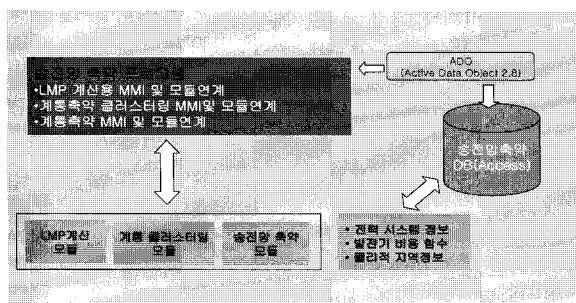 송전망 축약 프로그램
•LMP 계산용 MMI 및 모듈연계
•계통축약 클러스터링 MMI및 모듈연계
•계통축약 MMI 및 모듈연계
ADO
(Active Data Object 2.8)
송전망축약
DB(Access)
LMP계산
모듈
계통 클러스터링
모듈
송전망 축약
모듈
• 전력 시스템 정보
• 발전기 비용 함수
• 물리적 지역정보